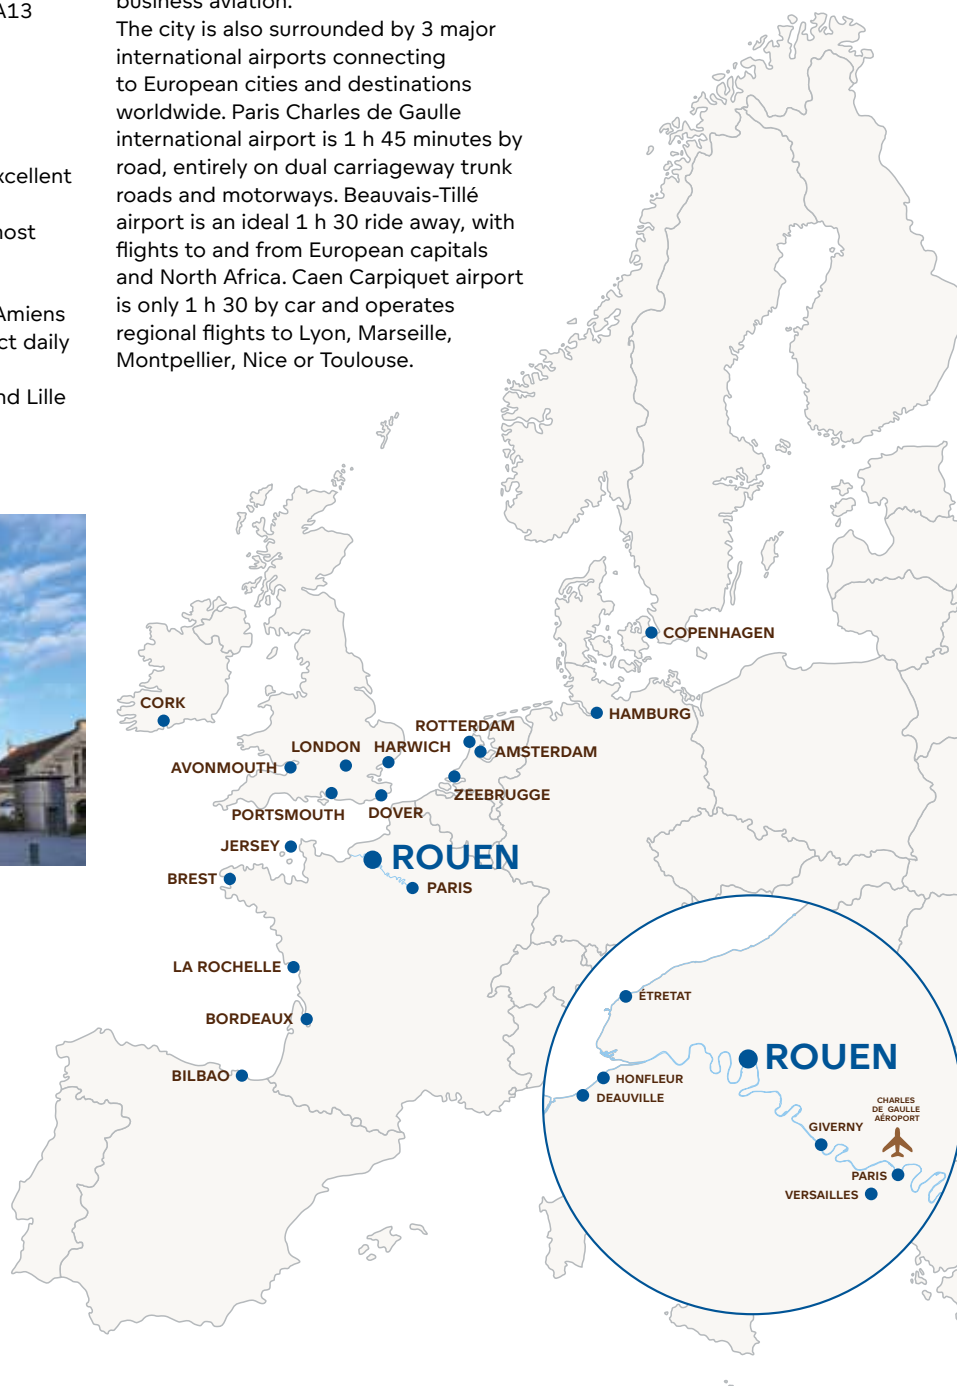 A13
xcellent
nost
Amiens
ct daily
nd Lille
business aviation.
The city is also surrounded by 3 major
international airports connecting
to European cities and destinations
worldwide. Paris Charles de Gaulle
international airport is 1 h 45 minutes by
road, entirely on dual carriageway trunk
roads and motorways. Beauvais-Tillé
airport is an ideal 1 h 30 ride away, with
flights to and from European capitals
and North Africa. Caen Carpiquet airport
is only 1 h 30 by car and operates
regional flights to Lyon, Marseille,
Montpellier, Nice or Toulouse.
COPENHAGEN
CORK
HAMBURG
ROTTERDAM
LONDON
HARWICH
AMSTERDAM
AVONMOUTH
ZEEBRUGGE
PORTSMOUTH
DOVER
JERSEY
ROUEN
BREST
PARIS
LA ROCHELLE
BORDEAUX
BILBAO
ÉTRETAT
ROUEN
HONFLEUR
DEAUVILLE
CHARLES
DE GAULLE
AÉROPORT
GIVERNY
PARIS
VERSAILLES